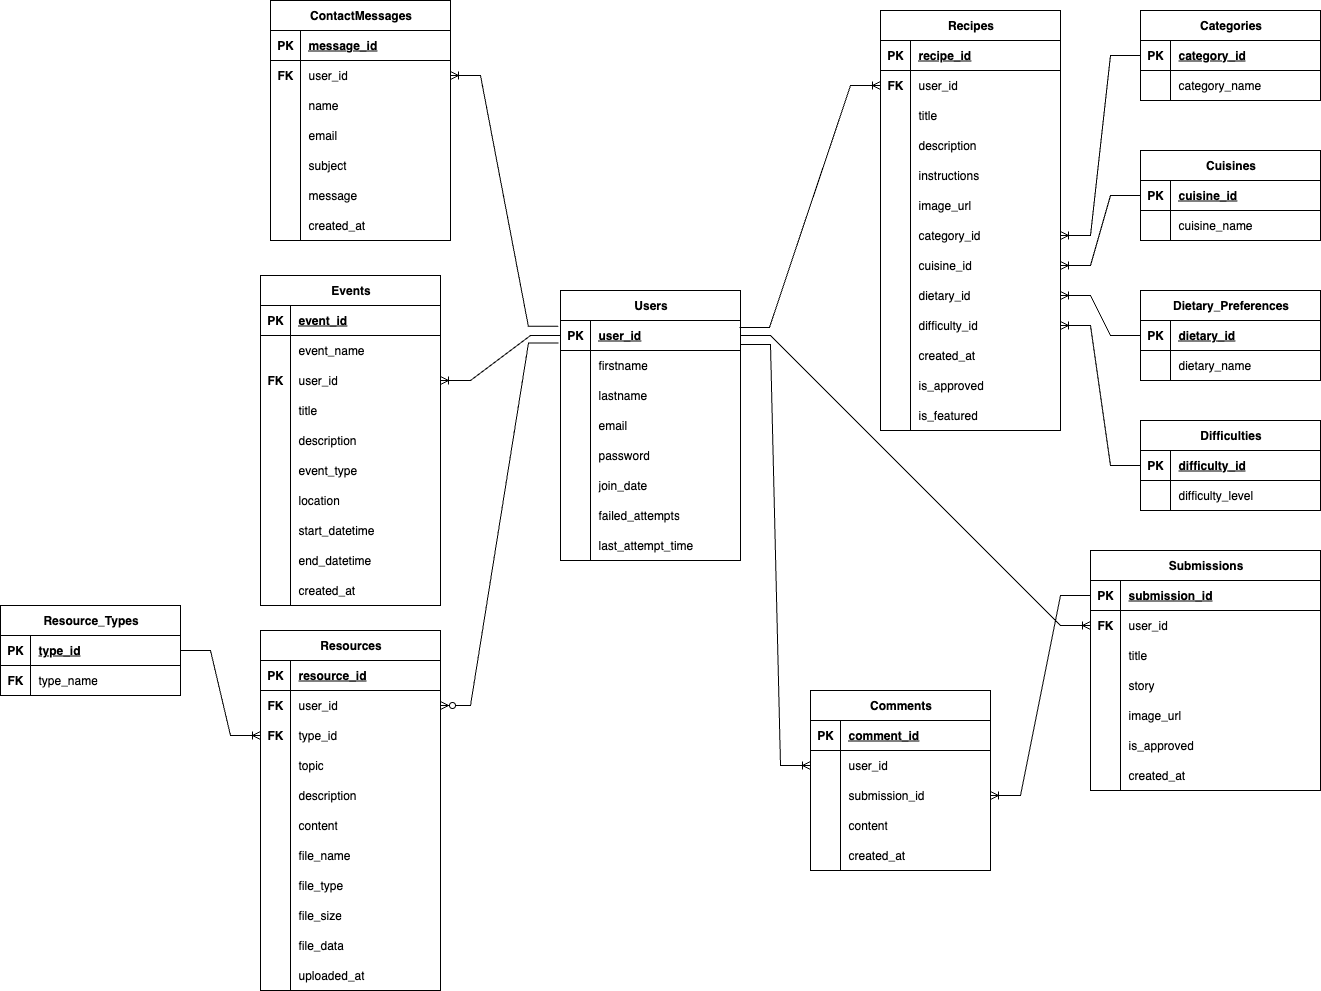 ContactMessages
PK message_id
FK user_id
name
email
subject
message
created_at
Events
PK event_id
event_name
FK user_id
title
description
event_type
location
start_datetime
end_datetime
created_at
Resource_Types
PK type_id
FK type_name
Resources
PK resource_id
FK user_id
FK type_id
topic
description
content
file_name
file_type
file_size
file_data
uploaded_at
Users
PK user_id
firstname
lastname
email
password
join_date
failed_attempts
last_attempt_time
Recipes
PK recipe_id
FK user_id
title
description
instructions
image_url
category_id
cuisine_id
dietary_id
difficulty_id
created_at
is_approved
is_featured
Categories
PK category_id
category_name
Cuisines
PK cuisine_id
cuisine_name
Dietary_Preferences
PK dietary_id
dietary_name
Difficulties
PK difficulty_id
difficulty_level
Submissions
PK submission_id
FK user_id
title
story
image_url
is_approved
created_at
Comments
PK comment_id
user_id
submission_id
content
created_at